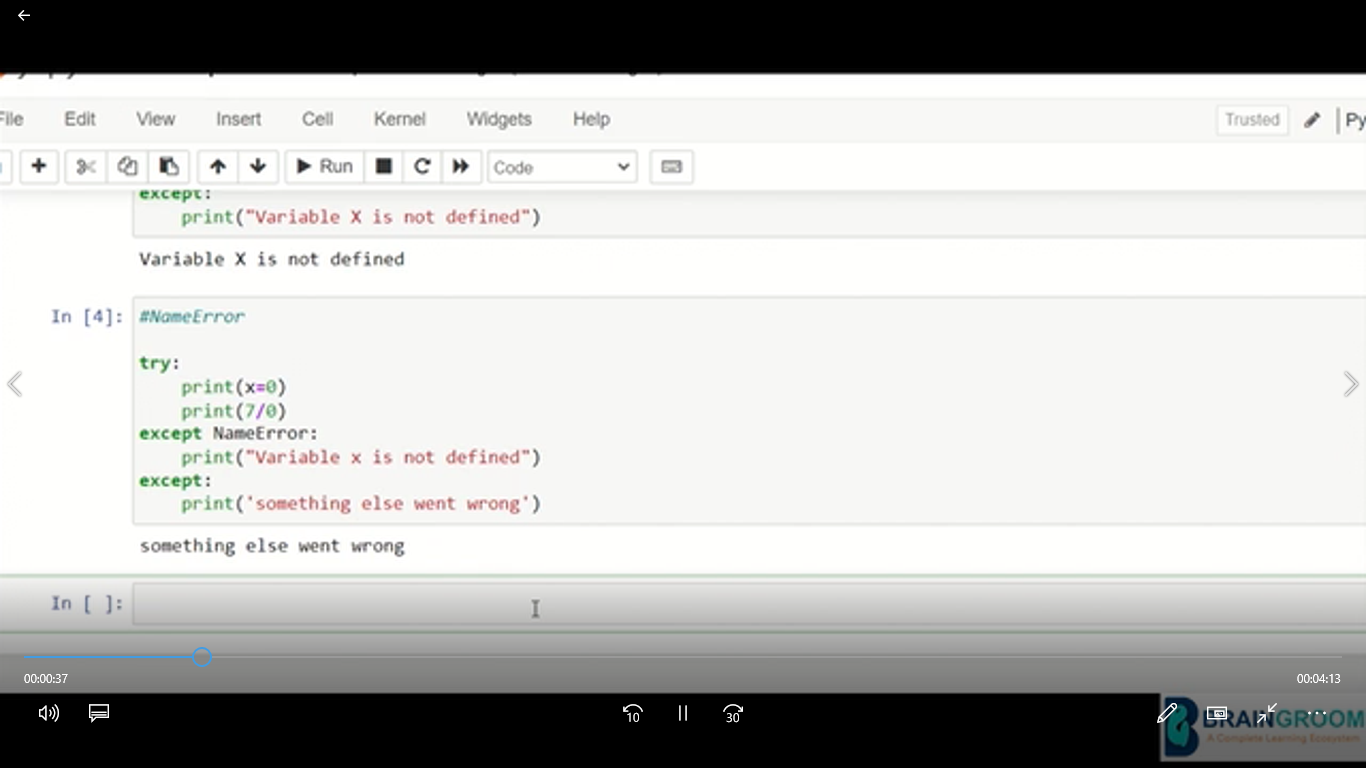 File Edit View Insert Cell Kernel Widgets Help Trusted Py
Run Code
except:
print("Variable X is not defined")
Variable X is not defined
In [4]: #NameError
try:
print(x=0)
print(7/0)
except NameError:
print("Variable x is not defined")
except:
print('something else went wrong')
something else went wrong
In [ ]:
00:00:37 00:04:13
10 30
BRAINGROOM
A Complete Learning Ecosystem